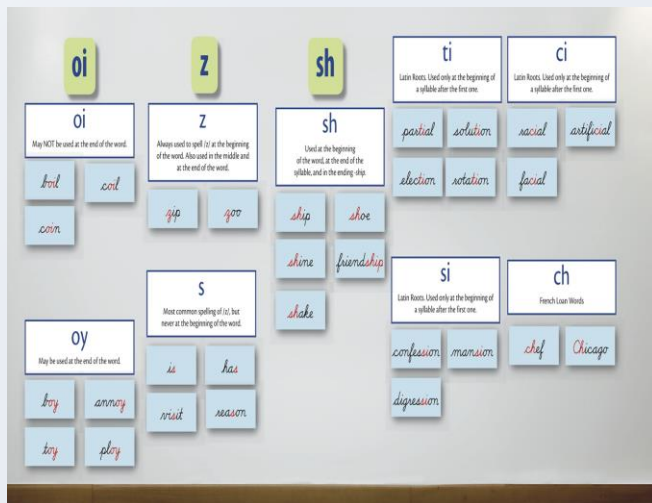 oi
oi
May NOT be used at the end of the word.
boil
coil
coin
oy
May be used at the end of the word.
boy
annoy
toy
ploy
z
z
Always used to spell /z/ at the beginning
of the word. Also used in the middle and
at the end of the word.
zip
zoo
s
Most common spelling of /z/, but
never at the beginning of the word.
is
has
visit
reason
sh
sh
Used at the beginning
of the word, at the end of the
syllable, and in the ending -ship.
ship
shoe
shine
friendship
shake
ti
Latin Roots. Used only at the beginning of
a syllable after the first one.
partial
solution
election
rotation
ci
Latin Roots. Used only at the beginning of
a syllable after the first one.
racial
artificial
facial
si
Latin Roots. Used only at the beginning of
a syllable after the first one.
confession
mansion
digression
ch
French Loan Words
chef
Chicago